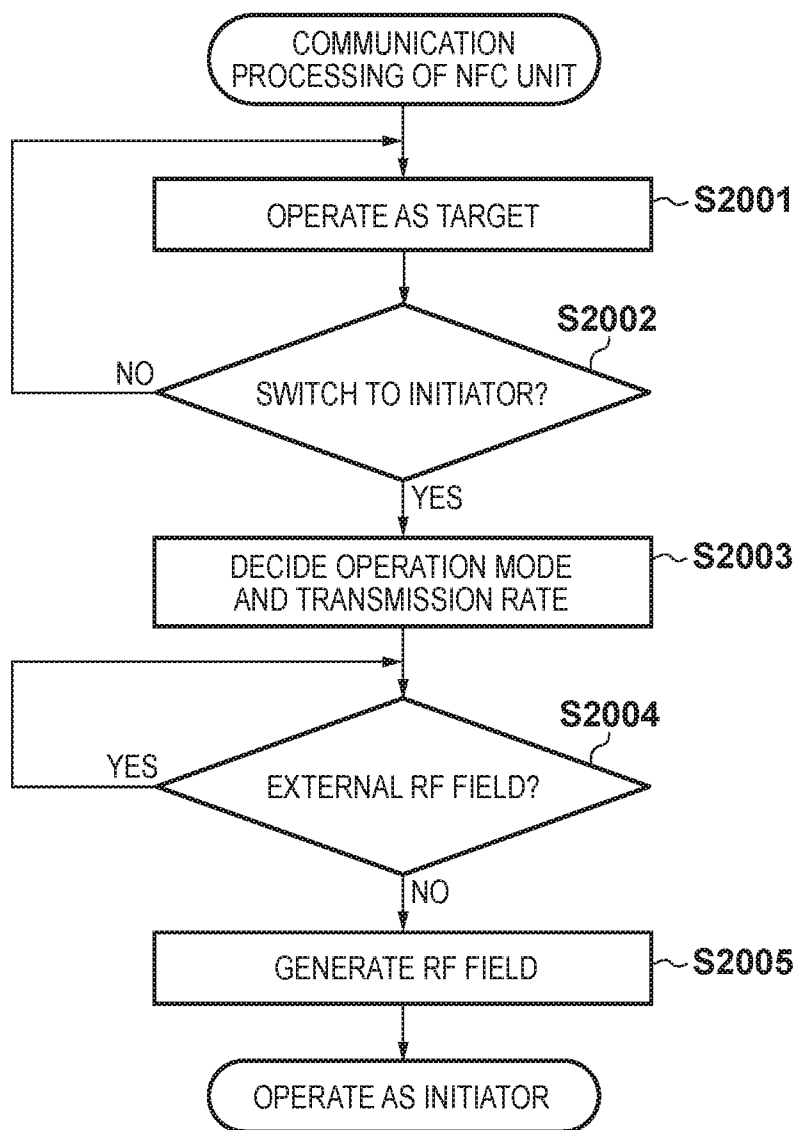 COMMUNICATION
PROCESSING OF NFC UNIT
OPERATE AS TARGET
S2001
S2002
NO
SWITCH TO INITIATOR?
YES
DECIDE OPERATION MODE
AND TRANSMISSION RATE
S2003
S2004
YES
EXTERNAL RF FIELD?
NO
GENERATE RF FIELD
S2005
OPERATE AS INITIATOR